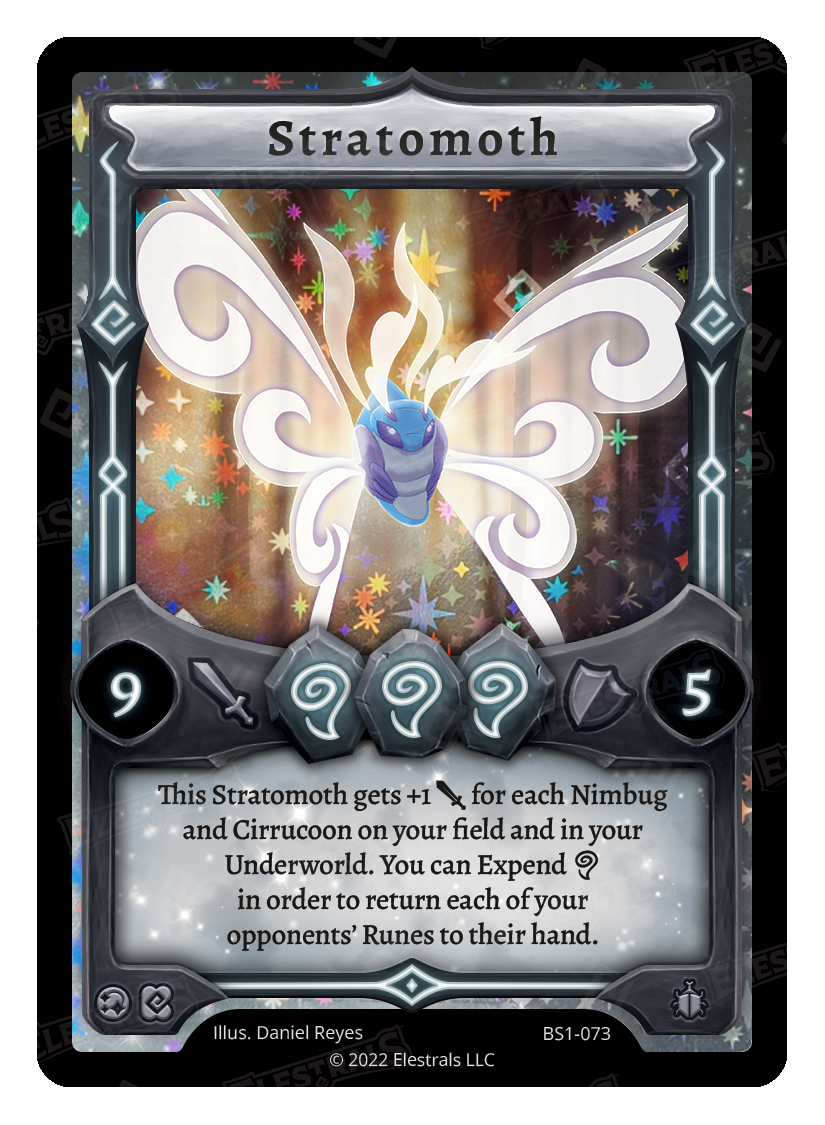 Stratomoth
9
5
This Stratomoth gets +1 for each Nimbug
and Cirrucoon on your field and in your
Underworld. You can Expend
in order to return each of your
opponents’ Runes to their hand.
Illus. Daniel Reyes
BS1-073
© 2022 Elestrals LLC